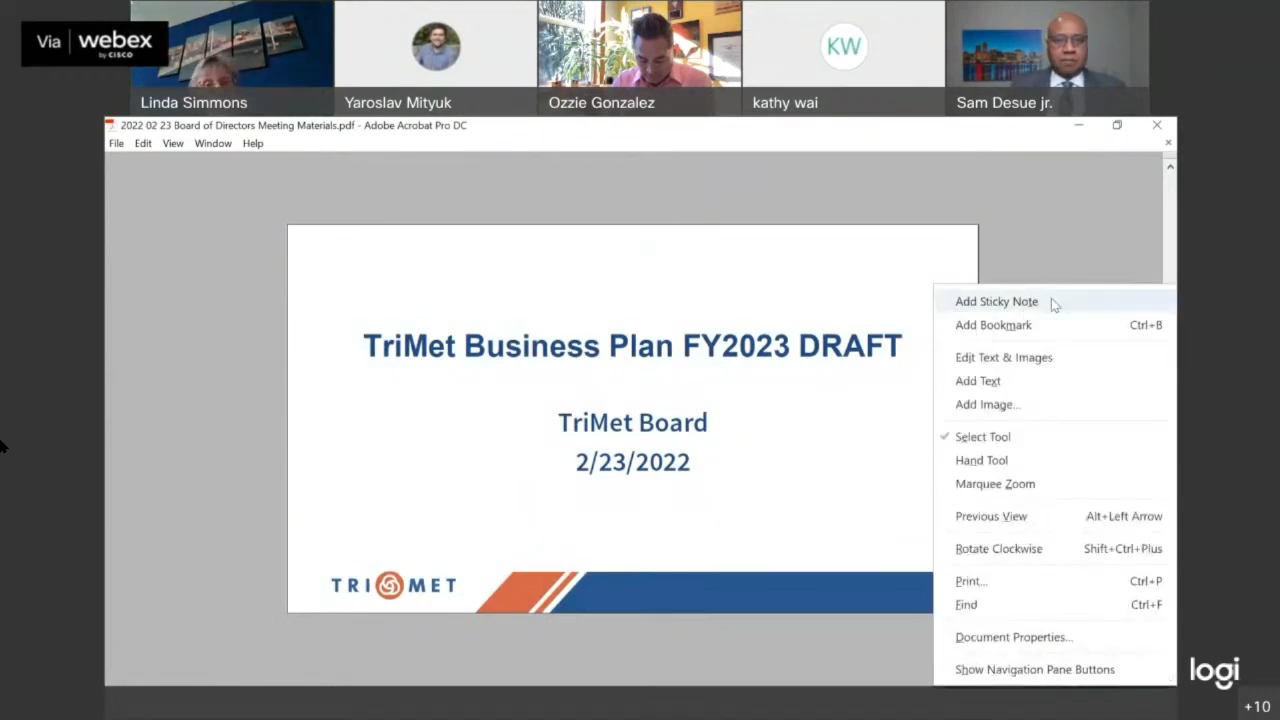 Via webex
by CISCO
KW
Linda Simmons
Yaroslav Mityuk
Ozzie Gonzalez
kathy wai
Sam Desue jr.
2022 02 23 Board of Directors Meeting Materials.pdf - Adobe Acrobat Pro DC
File Edit View Window Help
TriMet Business Plan FY2023 DRAFT
TriMet Board
2/23/2022
TRI MET
Add Sticky Note
Add Bookmark Ctrl+B
Edit Text & Images
Add Text
Add Image...
Select Tool
Hand Tool
Marquee Zoom
Previous View Alt+Left Arrow
Rotate Clockwise Shift+Ctrl+Plus
Print... Ctrl+P
Find Ctrl+F
Document Properties...
Show Navigation Pane Buttons
logi
+10